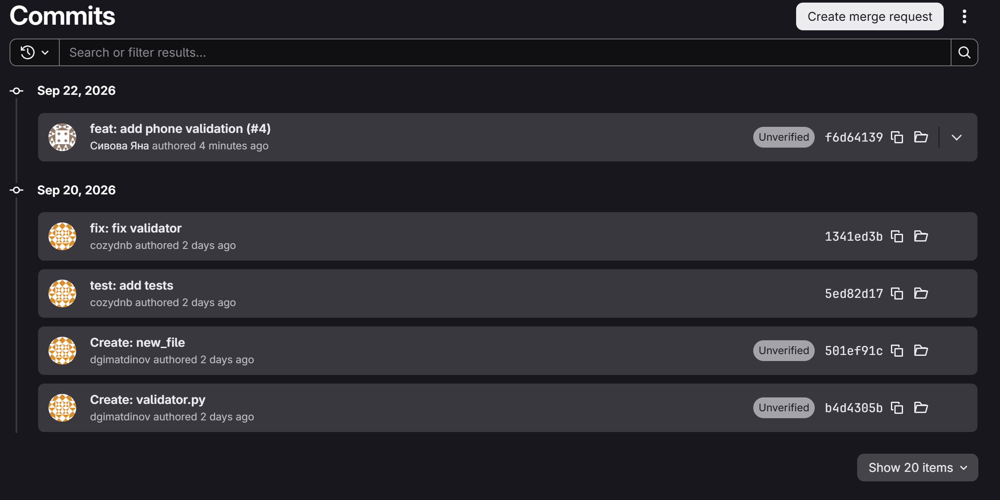 Commits
Create merge request
Search or filter results...
Sep 22, 2026
feat: add phone validation (#4)
Сивова Яна authored 4 minutes ago
Unverified
f6d64139
Sep 20, 2026
fix: fix validator
cozydnb authored 2 days ago
1341ed3b
test: add tests
cozydnb authored 2 days ago
5ed82d17
Create: new_file
dgimatdinov authored 2 days ago
Unverified
501ef91c
Create: validator.py
dgimatdinov authored 2 days ago
Unverified
b4d4305b
Show 20 items